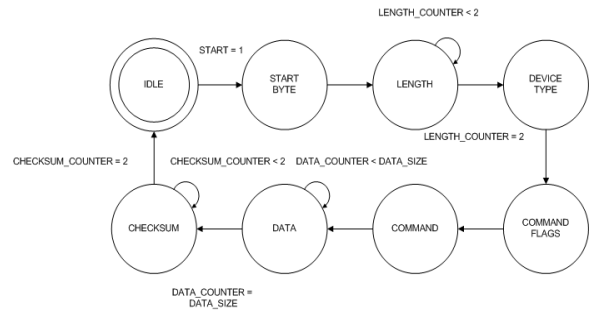 LENGTH_COUNTER < 2
START = 1
IDLE
START
BYTE
LENGTH
DEVICE
TYPE
LENGTH_COUNTER = 2
CHECKSUM_COUNTER = 2
CHECKSUM_COUNTER < 2
DATA_COUNTER < DATA_SIZE
CHECKSUM
DATA
COMMAND
COMMAND
FLAGS
DATA_COUNTER =
DATA_SIZE